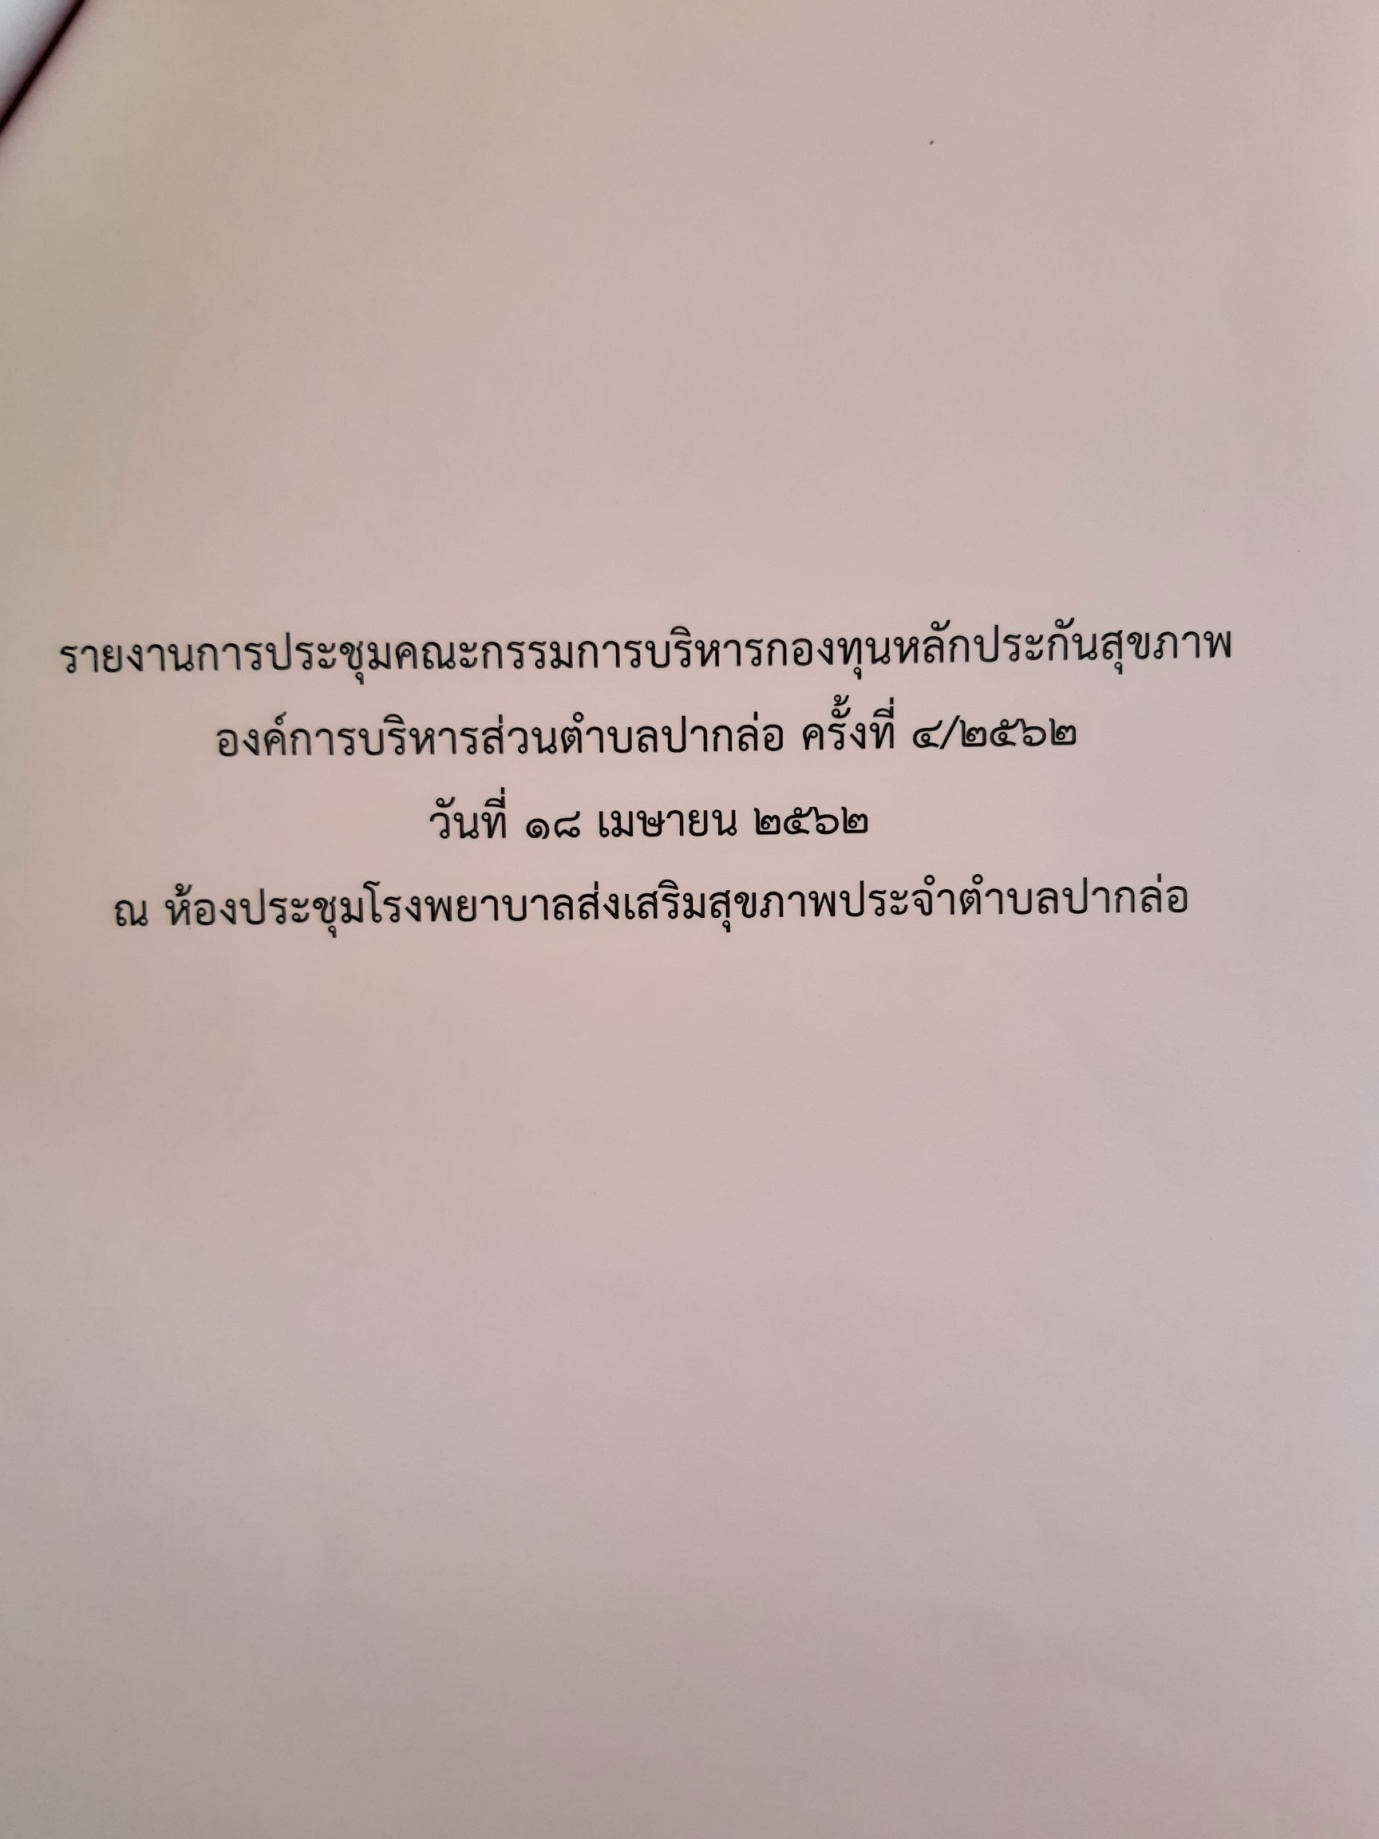 รายงานการประชุมคณะกรรมการบริหารกองทุนหลักประกันสุขภาพ
องค์การบริหารส่วนตำบลปากล่อ ครั้งที่ ๔/๒๕๖๒
วันที่ ๑๘ เมษายน ๒๕๖๒
ณ ห้องประชุมโรงพยาบาลส่งเสริมสุขภาพประจำตำบลปากล่อ